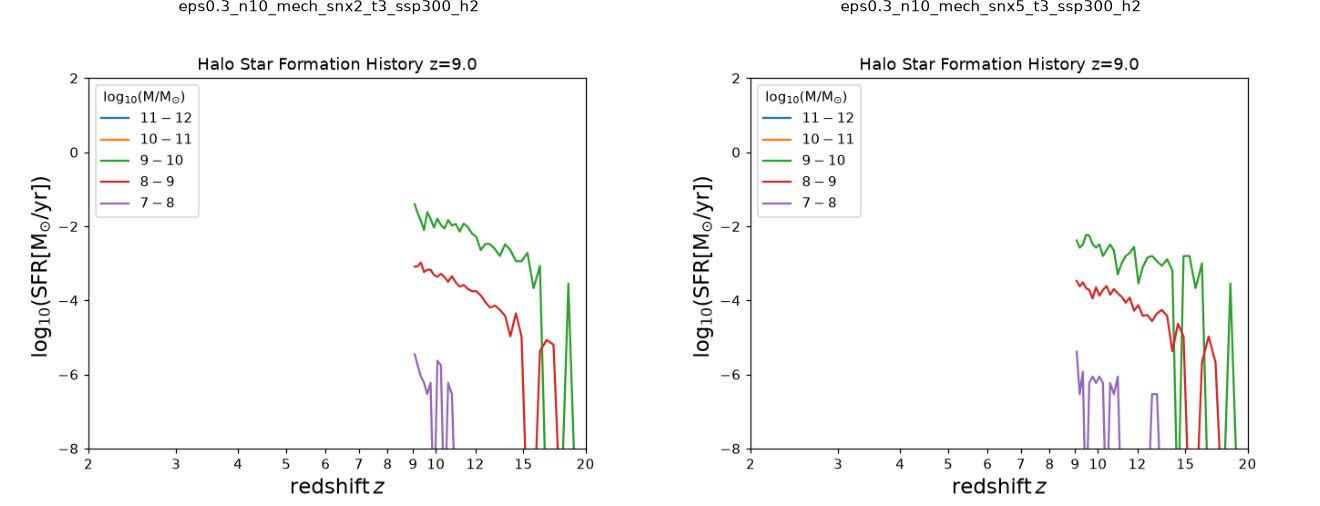 eps0.3_n10_mech_snx2_t3_ssp300_h2
Halo Star Formation History z=9.0
log₁₀(SFR[M⊙/yr])
2
0
−2
−4
−6
−8
log₁₀(M/M⊙)
11 − 12
10 − 11
9 − 10
8 − 9
7 − 8
2 3 4 5 6 7 8 9 10 12 15 20
redshift z
eps0.3_n10_mech_snx5_t3_ssp300_h2
Halo Star Formation History z=9.0
log₁₀(SFR[M⊙/yr])
2
0
−2
−4
−6
−8
log₁₀(M/M⊙)
11 − 12
10 − 11
9 − 10
8 − 9
7 − 8
2 3 4 5 6 7 8 9 10 12 15 20
redshift z